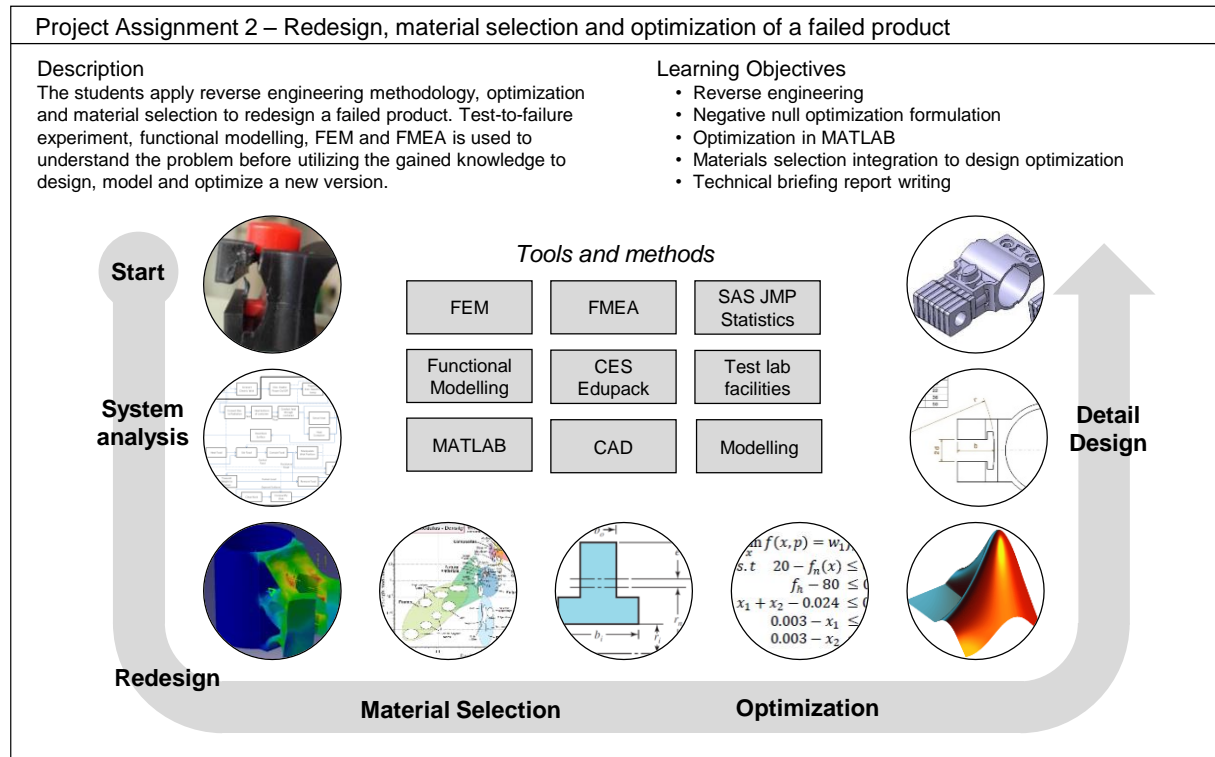 Project Assignment 2 – Redesign, material selection and optimization of a failed product
Description
The students apply reverse engineering methodology, optimization
and material selection to redesign a failed product. Test-to-failure
experiment, functional modelling, FEM and FMEA is used to
understand the problem before utilizing the gained knowledge to
design, model and optimize a new version.
Learning Objectives
• Reverse engineering
• Negative null optimization formulation
• Optimization in MATLAB
• Materials selection integration to design optimization
• Technical briefing report writing
Start
Tools and methods
FEM
FMEA
SAS JMP
Statistics
Functional
Modelling
CES
Edupack
Test lab
facilities
MATLAB
CAD
Modelling
System
analysis
Detail
Design
f(x, p) = w₁
s.t 20 − fₙ(x) ≤
fₕ − 80 ≤
x₁ + x₂ − 0.024 ≤
0.003 − x₁ ≤
0.003 − x₂
Redesign
Material Selection
Optimization